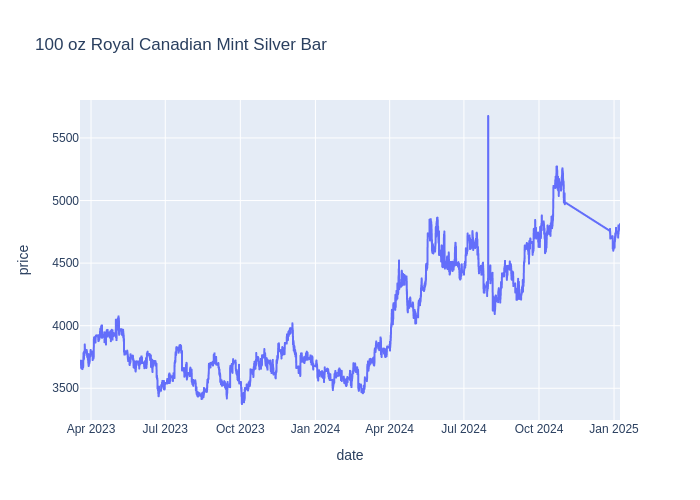 100 oz Royal Canadian Mint Silver Bar
price
5500
5000
4500
4000
3500
Apr 2023 Jul 2023 Oct 2023 Jan 2024 Apr 2024 Jul 2024 Oct 2024 Jan 2025
date